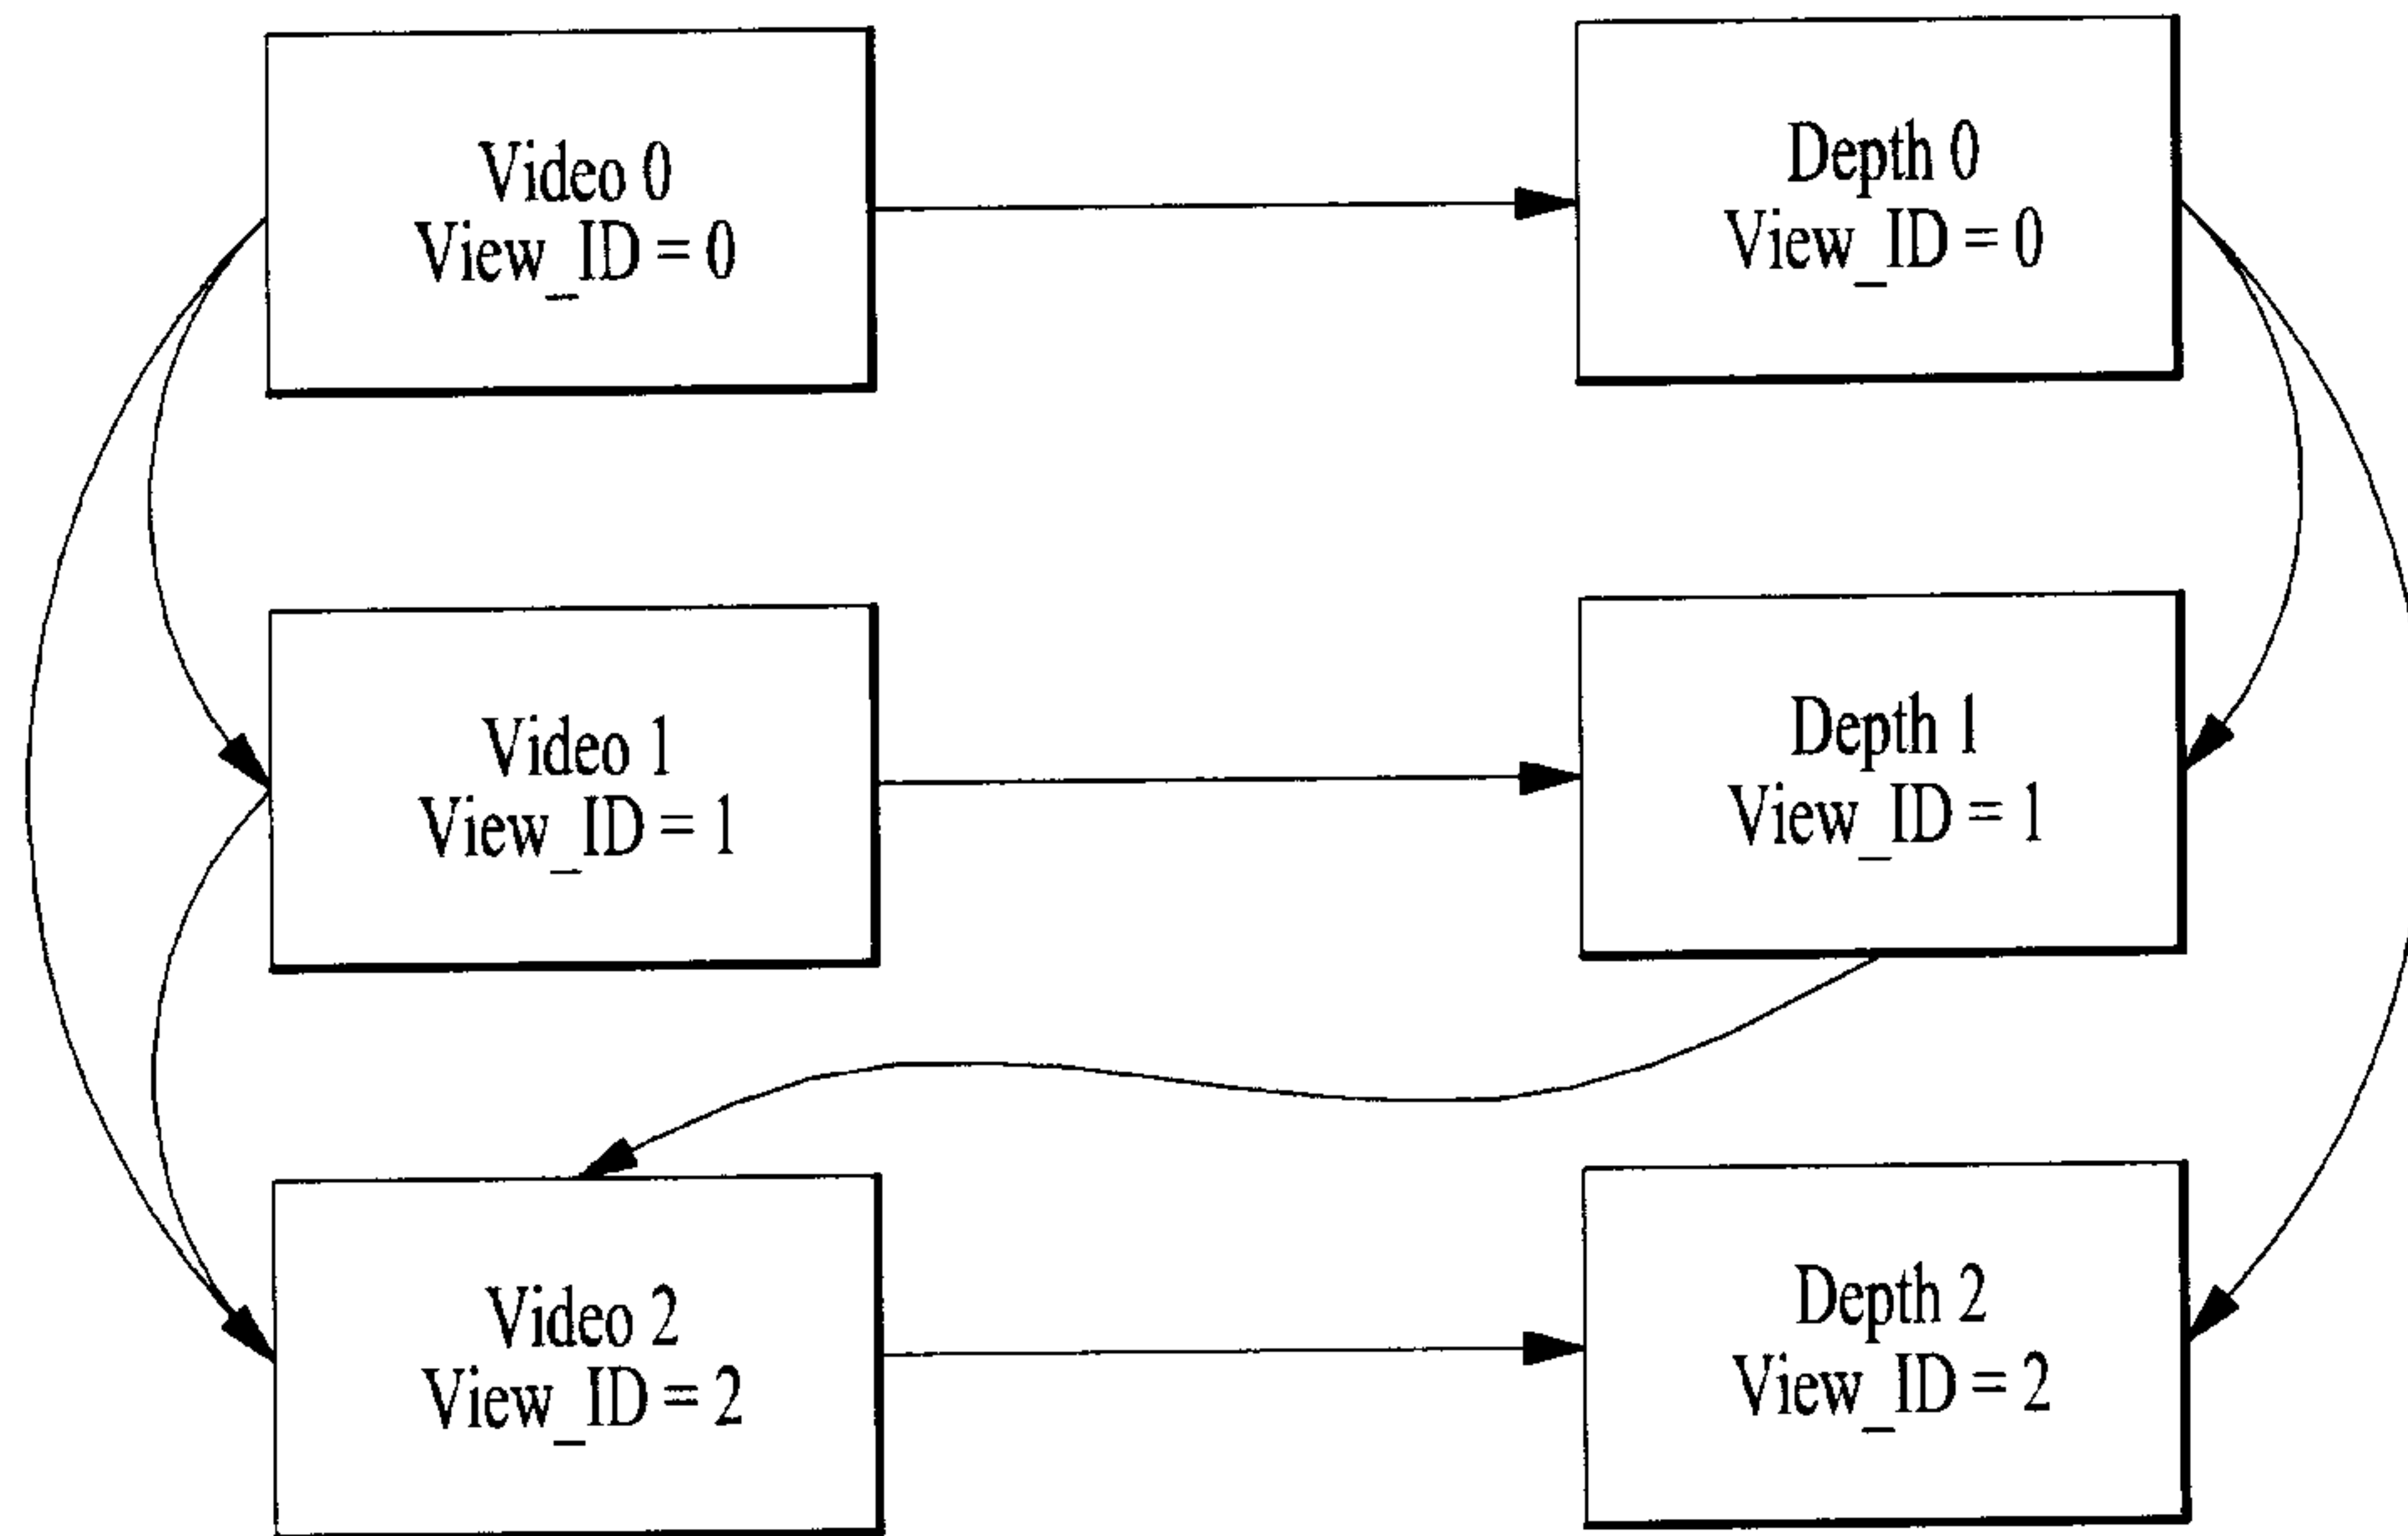 Video 0
View_ID = 0
Depth 0
View_ID = 0
Video 1
View_ID = 1
Depth 1
View_ID = 1
Video 2
View_ID = 2
Depth 2
View_ID = 2